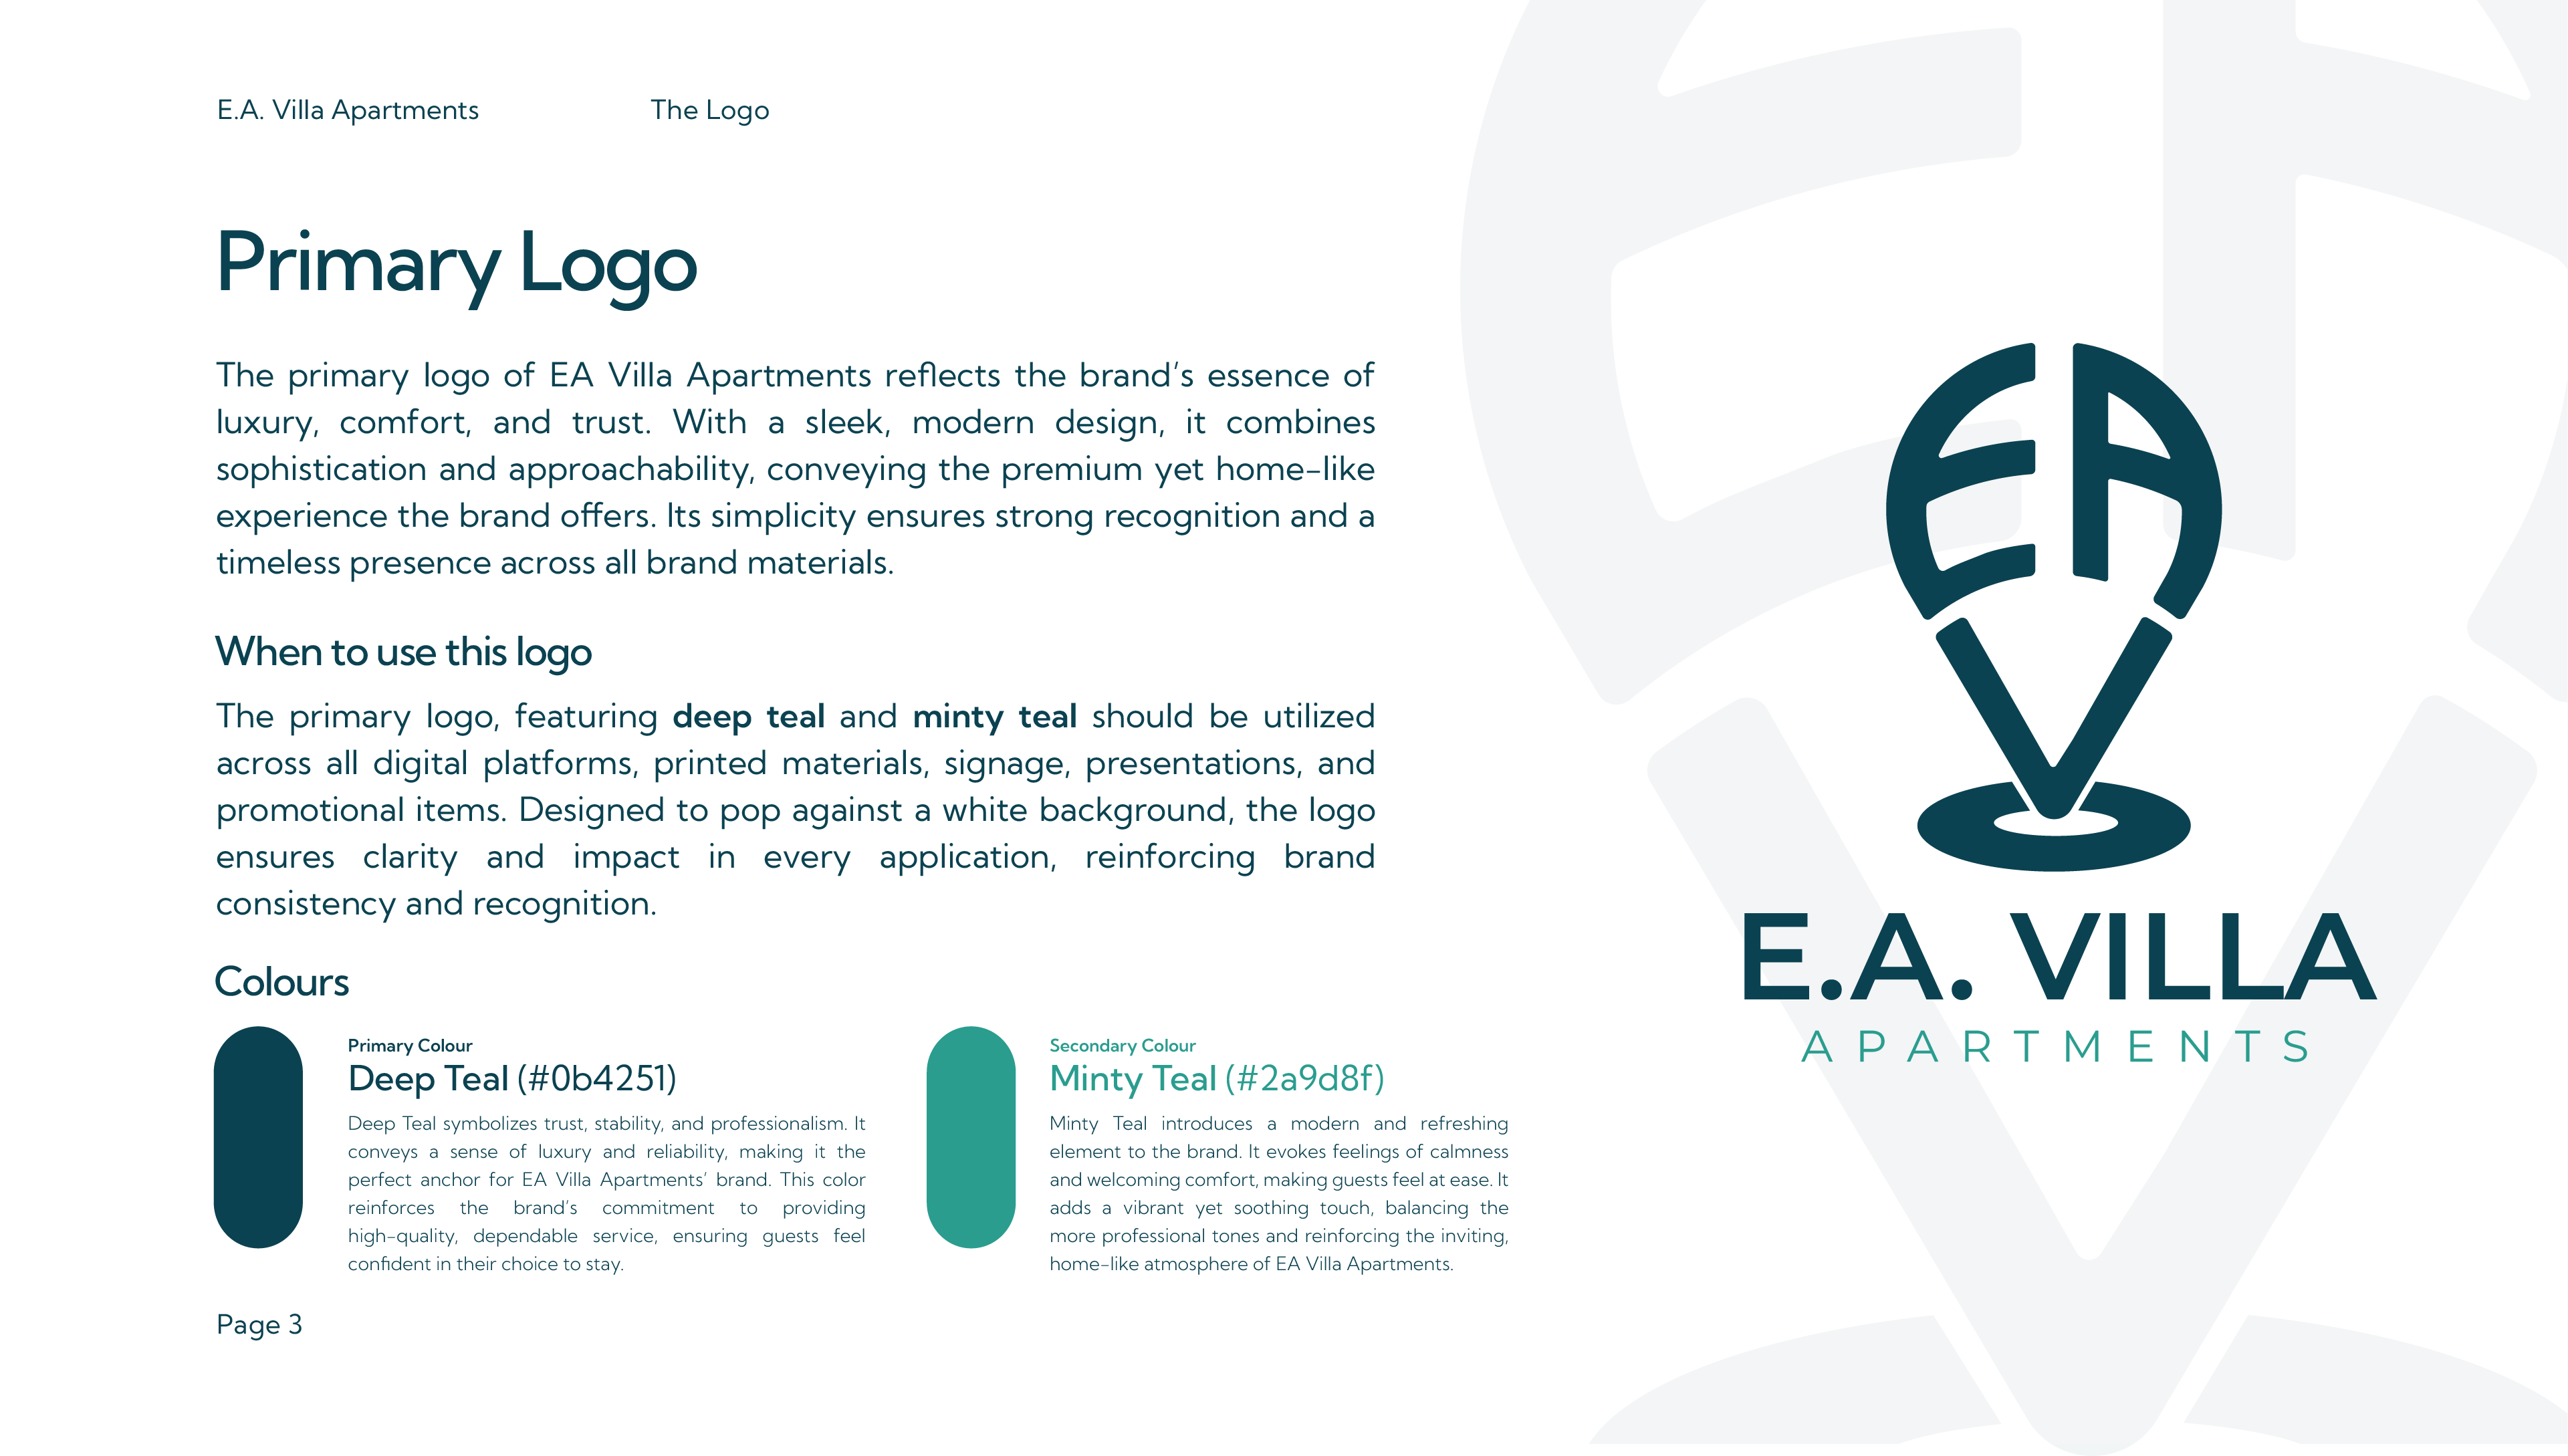 E.A. Villa Apartments
The Logo
Primary Logo
The primary logo of EA Villa Apartments reflects the brand’s essence of
luxury, comfort, and trust. With a sleek, modern design, it combines
sophistication and approachability, conveying the premium yet home-like
experience the brand offers. Its simplicity ensures strong recognition and a
timeless presence across all brand materials.
When to use this logo
The primary logo, featuring deep teal and minty teal should be utilized
across all digital platforms, printed materials, signage, presentations, and
promotional items. Designed to pop against a white background, the logo
ensures clarity and impact in every application, reinforcing brand
consistency and recognition.
Colours
Primary Colour
Deep Teal (#0b4251)
Deep Teal symbolizes trust, stability, and professionalism. It
conveys a sense of luxury and reliability, making it the
perfect anchor for EA Villa Apartments’ brand. This color
reinforces the brand’s commitment to providing
high-quality, dependable service, ensuring guests feel
confident in their choice to stay.
Secondary Colour
Minty Teal (#2a9d8f)
Minty Teal introduces a modern and refreshing
element to the brand. It evokes feelings of calmness
and welcoming comfort, making guests feel at ease. It
adds a vibrant yet soothing touch, balancing the
more professional tones and reinforcing the inviting,
home-like atmosphere of EA Villa Apartments.
Page 3
EA
V
E.A. VILLA
APARTMENTS